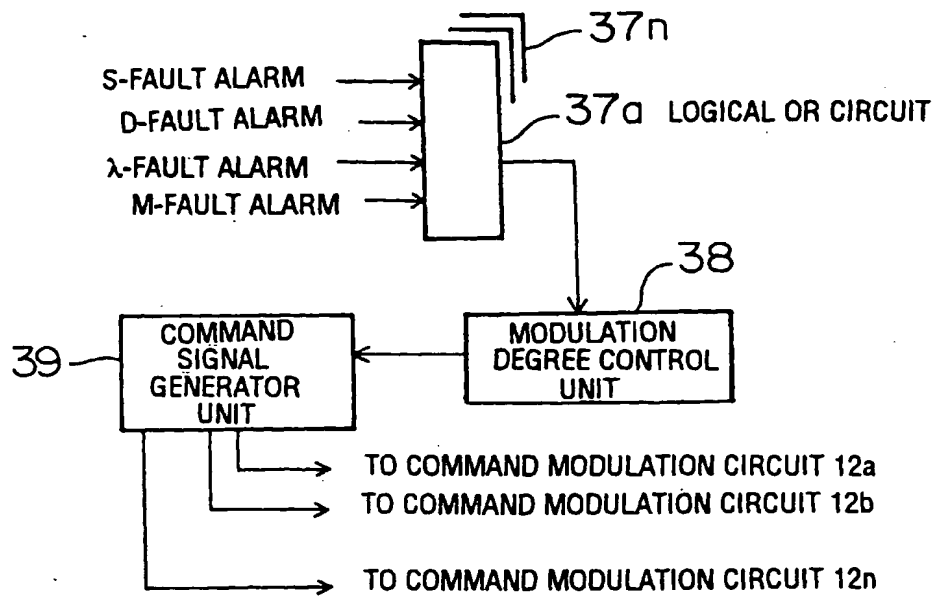 37n
S-FAULT ALARM
37a LOGICAL OR CIRCUIT
D-FAULT ALARM
λ-FAULT ALARM
M-FAULT ALARM
38
39
COMMAND
SIGNAL
GENERATOR
UNIT
MODULATION
DEGREE CONTROL
UNIT
TO COMMAND MODULATION CIRCUIT 12a
TO COMMAND MODULATION CIRCUIT 12b
TO COMMAND MODULATION CIRCUIT 12n